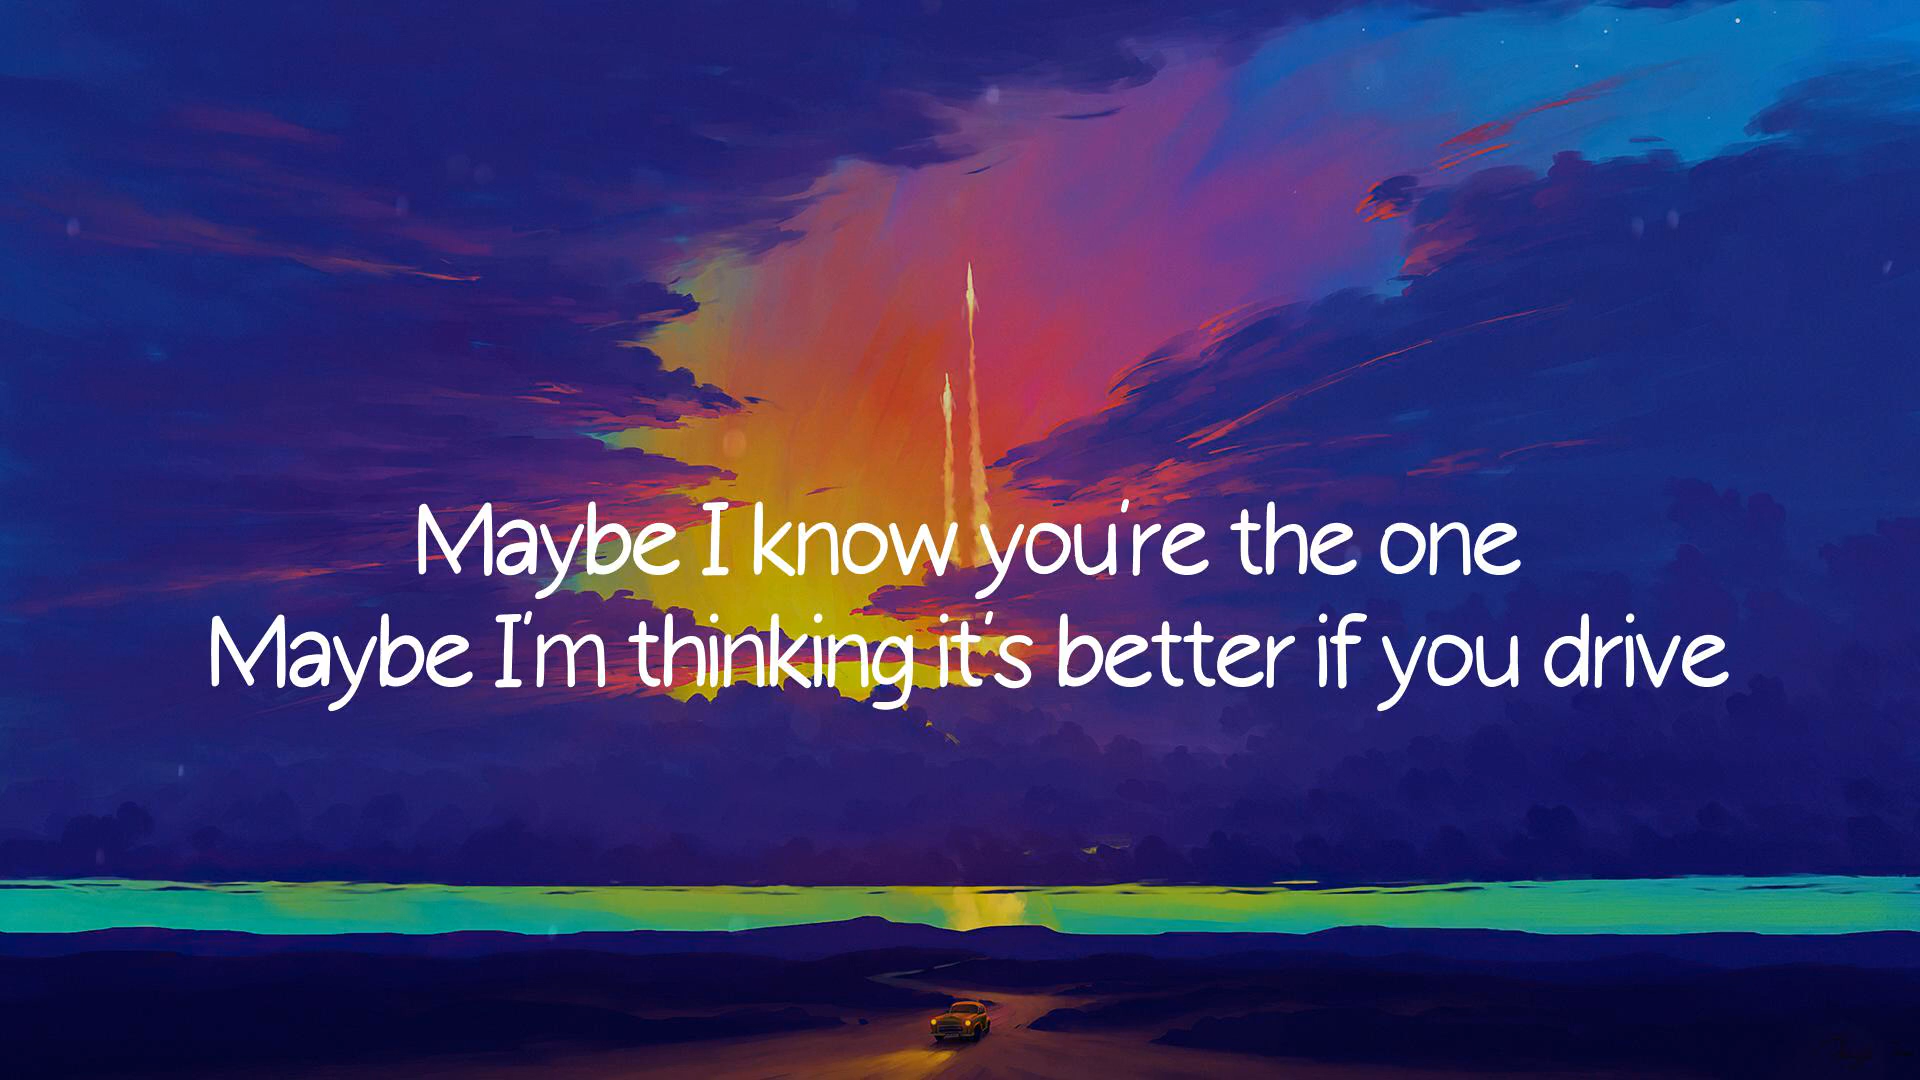 Maybe I know you're the one
Maybe I'm thinking it's better if you drive